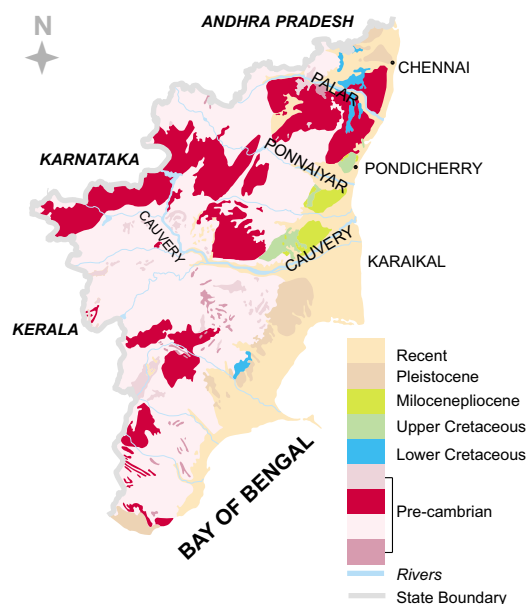 ANDHRA PRADESH
N
CHENNAI
PALAR
KARNATAKA
PONNAIYAR
PONDICHERRY
CAUVERY
CAUVERY
KARAIKAL
KERALA
BAY OF BENGAL
Recent
Pleistocene
Milocenepliocene
Upper Cretaceous
Lower Cretaceous
Pre-cambrian
Rivers
State Boundary